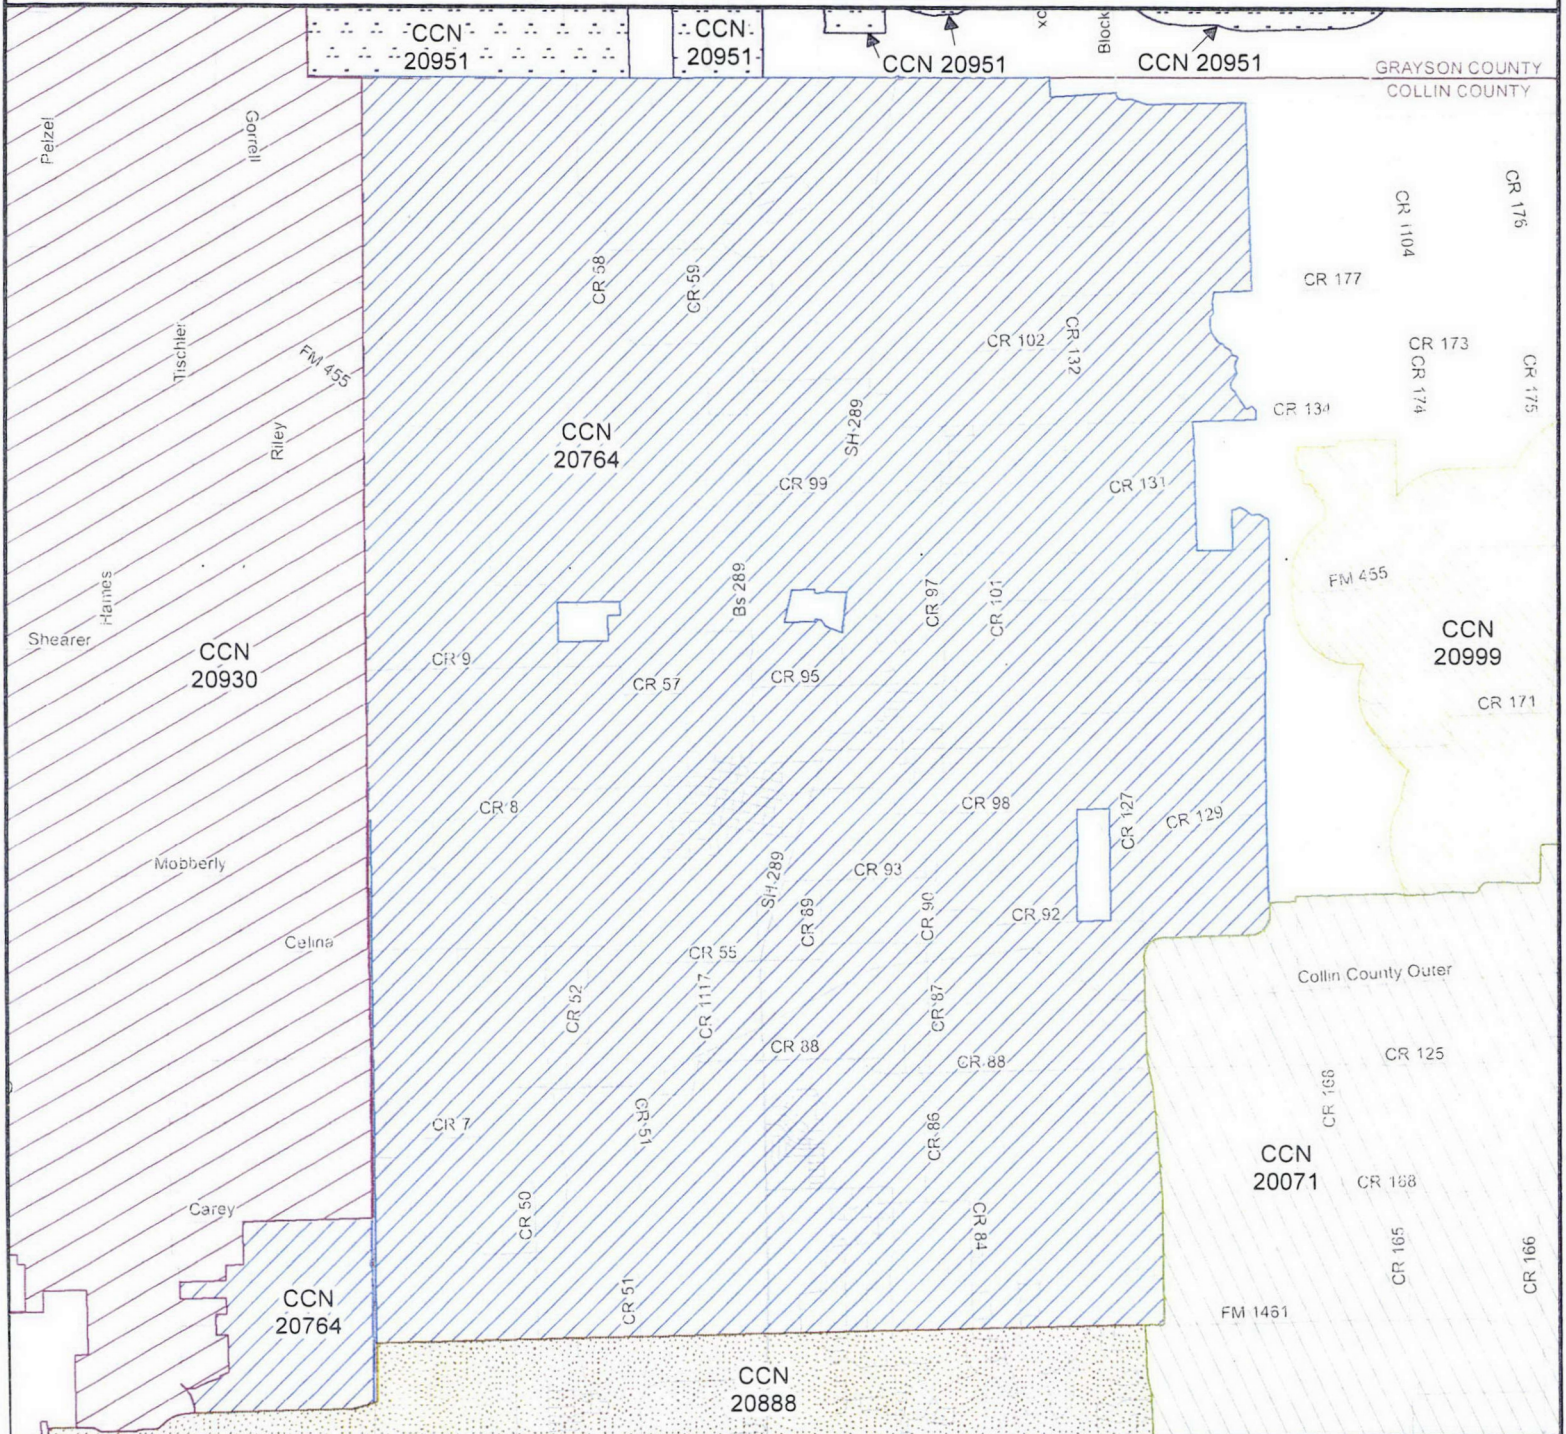 CCN
20951
CCN
20951
CCN 20951
Block
CCN 20951
GRAYSON COUNTY
COLLIN COUNTY
Pelzel
Gorrell
CR 1104
CR 176
CR 58
CR 59
CR 177
Tischler
FM 455
CR 102
CR 132
CR 173
CR 174
CR 175
CR 134
Riley
CCN
20764
SH 289
CR 99
CR 131
Hames
Bs 289
CR 97
CR 101
FM 455
Shearer
CCN
20930
CR 9
CR 57
CR 95
CCN
20999
CR 171
CR 8
CR 98
CR 127
CR 129
Mobberly
SH 289
CR 93
CR 89
CR 90
CR 92
Celina
CR 55
Collin County Outer
CR 52
CR 1117
CR 87
CR 88
CR 88
CR 125
CR 168
CR 7
CR 51
CR 86
CCN
20071
CR 168
Carey
CR 50
CR 84
CR 165
CR 166
CCN
20764
CR 51
FM 1461
CCN
20888